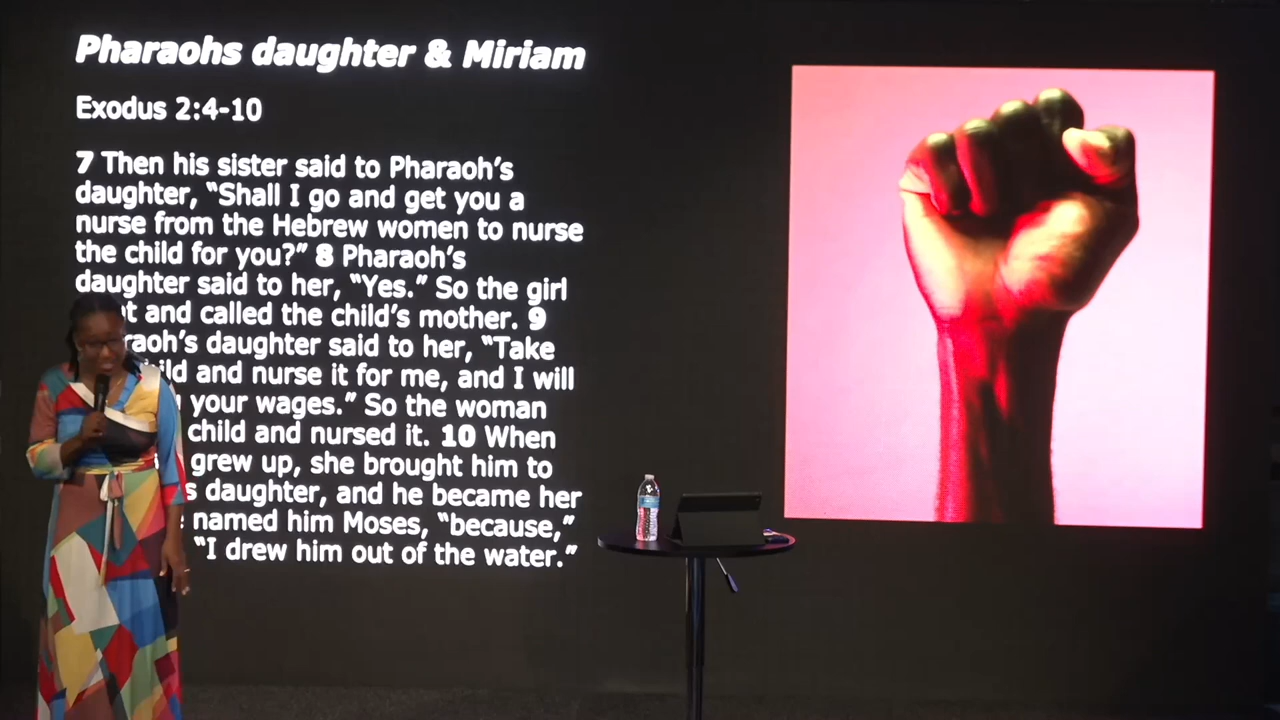 Pharaohs daughter & Miriam
Exodus 2:4-10
7 Then his sister said to Pharaoh’s
daughter, “Shall I go and get you a
nurse from the Hebrew women to nurse
the child for you?” 8 Pharaoh’s
daughter said to her, “Yes.” So the girl
and called the child’s mother. 9
daughter said to her, “Take
and nurse it for me, and I will
your wages.” So the woman
child and nursed it. 10 When
grew up, she brought him to
daughter, and he became her
named him Moses, “because,”
“I drew him out of the water.”